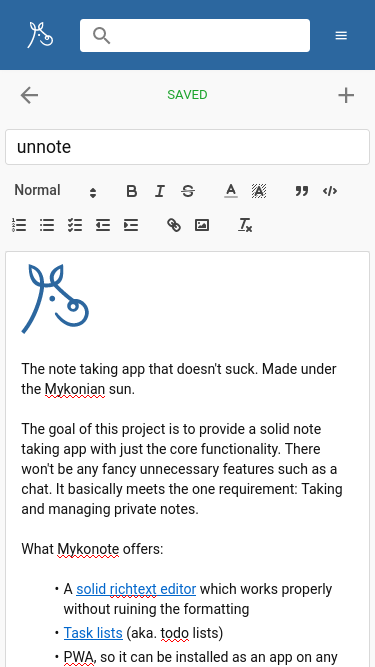 SAVED
unnote
Normal
The note taking app that doesn't suck. Made under
the Mykonian sun.
The goal of this project is to provide a solid note
taking app with just the core functionality. There
won't be any fancy unnecessary features such as a
chat. It basically meets the one requirement: Taking
and managing private notes.
What Mykonote offers:
• A solid richtext editor which works properly
without ruining the formatting
• Task lists (aka. todo lists)
• PWA, so it can be installed as an app on any